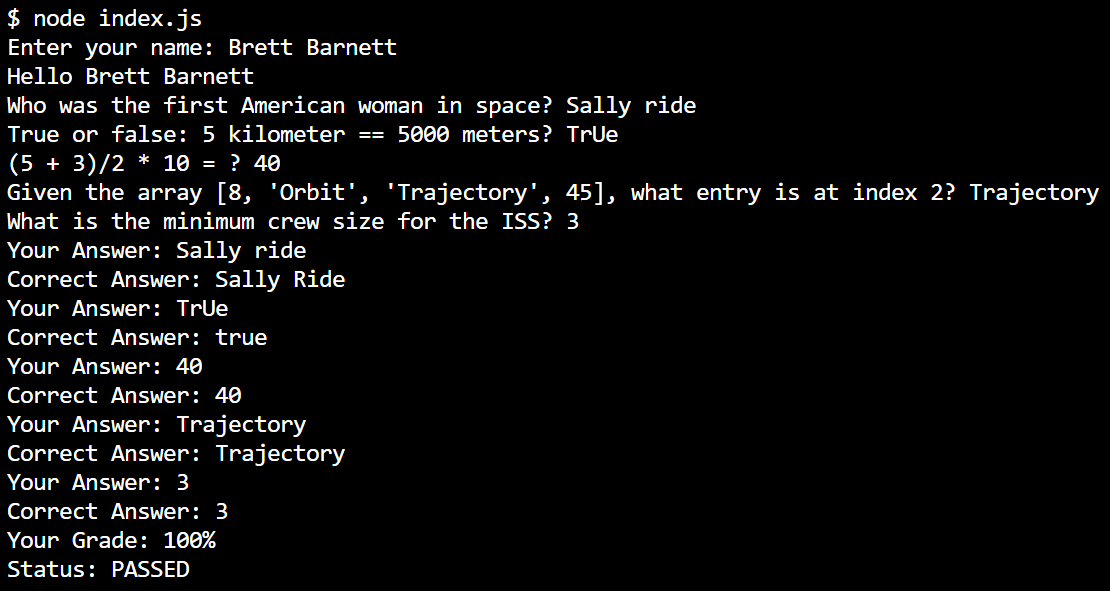 $ node index.js
Enter your name: Brett Barnett
Hello Brett Barnett
Who was the first American woman in space? Sally ride
True or false: 5 kilometer == 5000 meters? TrUe
(5 + 3)/2 * 10 = ? 40
Given the array [8, 'Orbit', 'Trajectory', 45], what entry is at index 2? Trajectory
What is the minimum crew size for the ISS? 3
Your Answer: Sally ride
Correct Answer: Sally Ride
Your Answer: TrUe
Correct Answer: true
Your Answer: 40
Correct Answer: 40
Your Answer: Trajectory
Correct Answer: Trajectory
Your Answer: 3
Correct Answer: 3
Your Grade: 100%
Status: PASSED